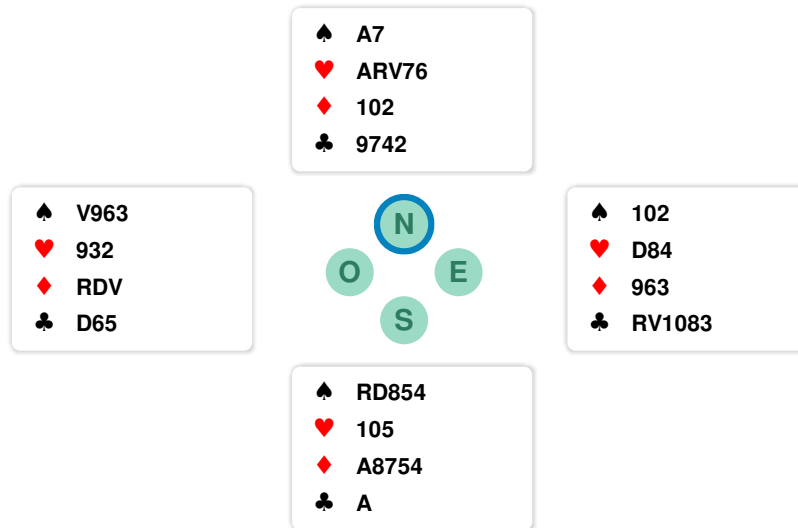 ♠ A7
♥ ARV76
♦ 102
♣ 9742
♠ V963
♥ 932
♦ RDV
♣ D65
N
O E
S
♠ 102
♥ D84
♦ 963
♣ RV1083
♠ RD854
♥ 105
♦ A8754
♣ A